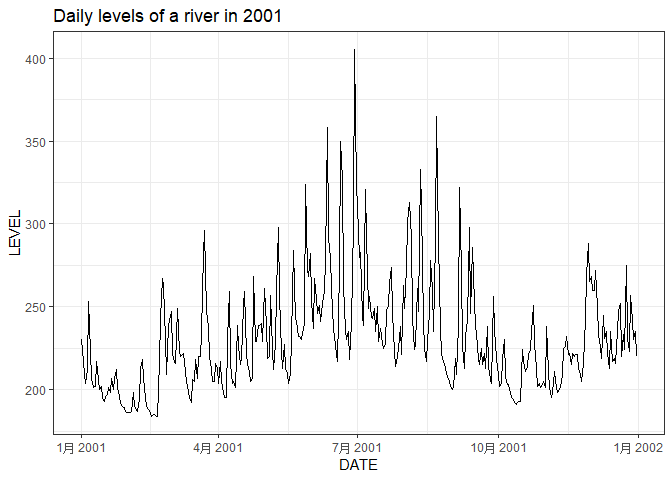 Daily levels of a river in 2001
LEVEL
400
350
300
250
200
1月 2001
4月 2001
7月 2001
10月 2001
1月 2002
DATE